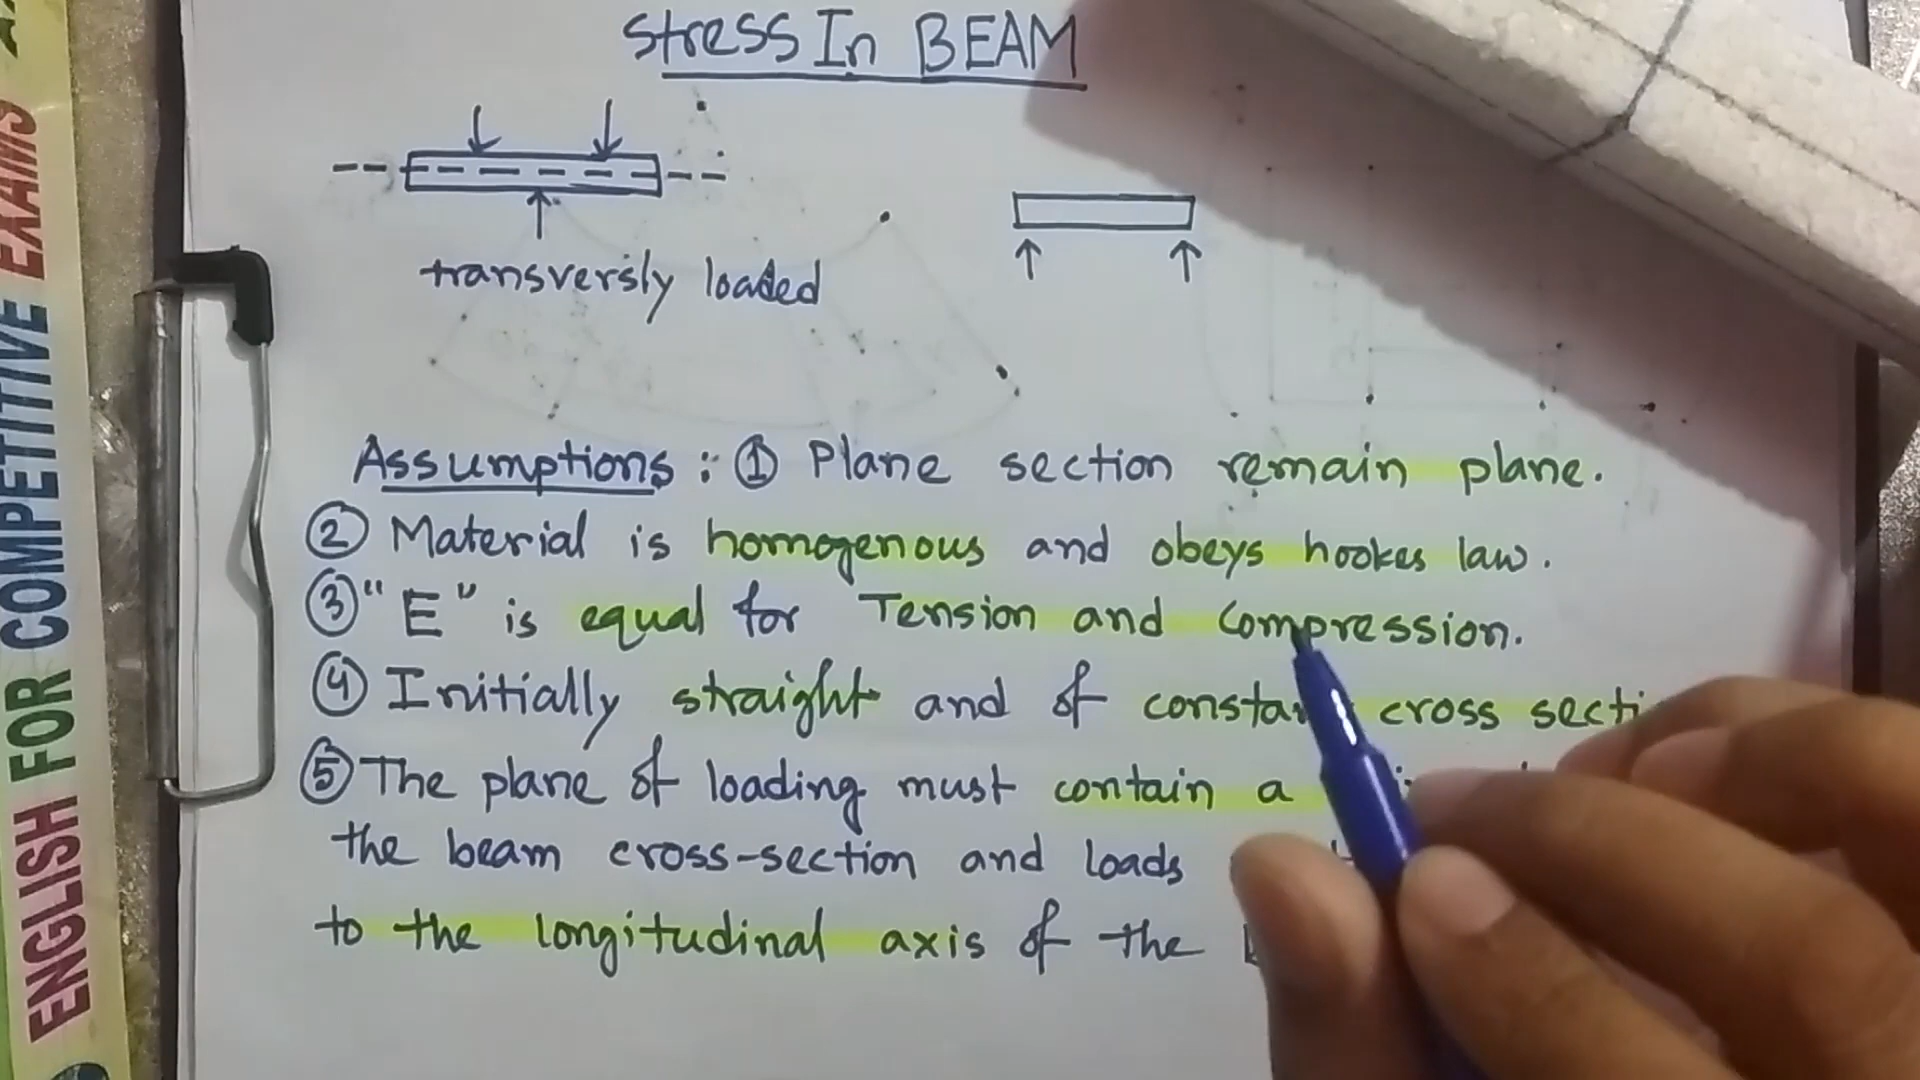 Stress In BEAM
transversly loaded
Assumptions : ① Plane section remain plane.
② Material is homogenous and obeys hookes law.
③ "E" is equal for Tension and Compression.
④ Initially straight and of cross
⑤ The plane of loading must contain a
the beam cross-section and loads
to the longitudinal axis of the
ENGLISH FOR COMPETITIVE EXAMS